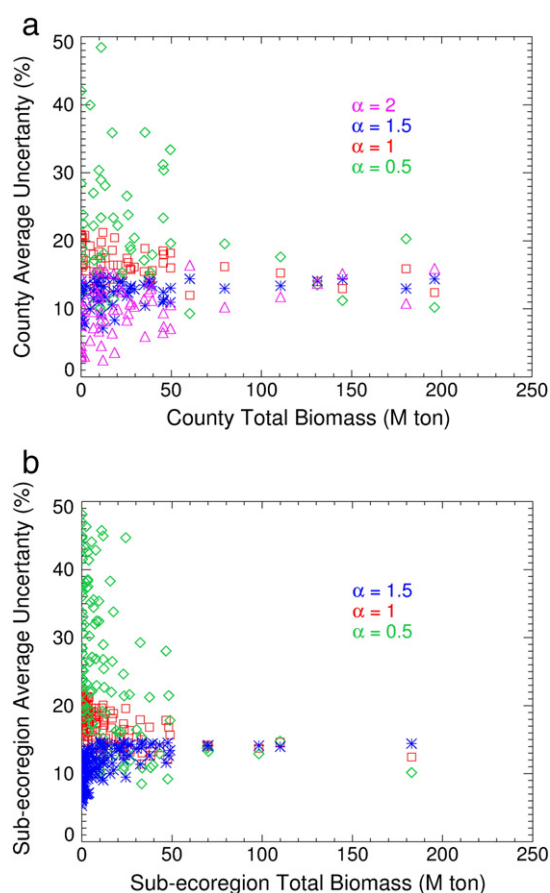 a
50
40
30
20
10
0
County Average Uncertanty (%)
α = 2
α = 1.5
α = 1
α = 0.5
0 50 100 150 200 250
County Total Biomass (M ton)
b
50
40
30
20
10
0
Sub-ecoregion Average Uncertanty (%)
α = 1.5
α = 1
α = 0.5
0 50 100 150 200 250
Sub-ecoregion Total Biomass (M ton)